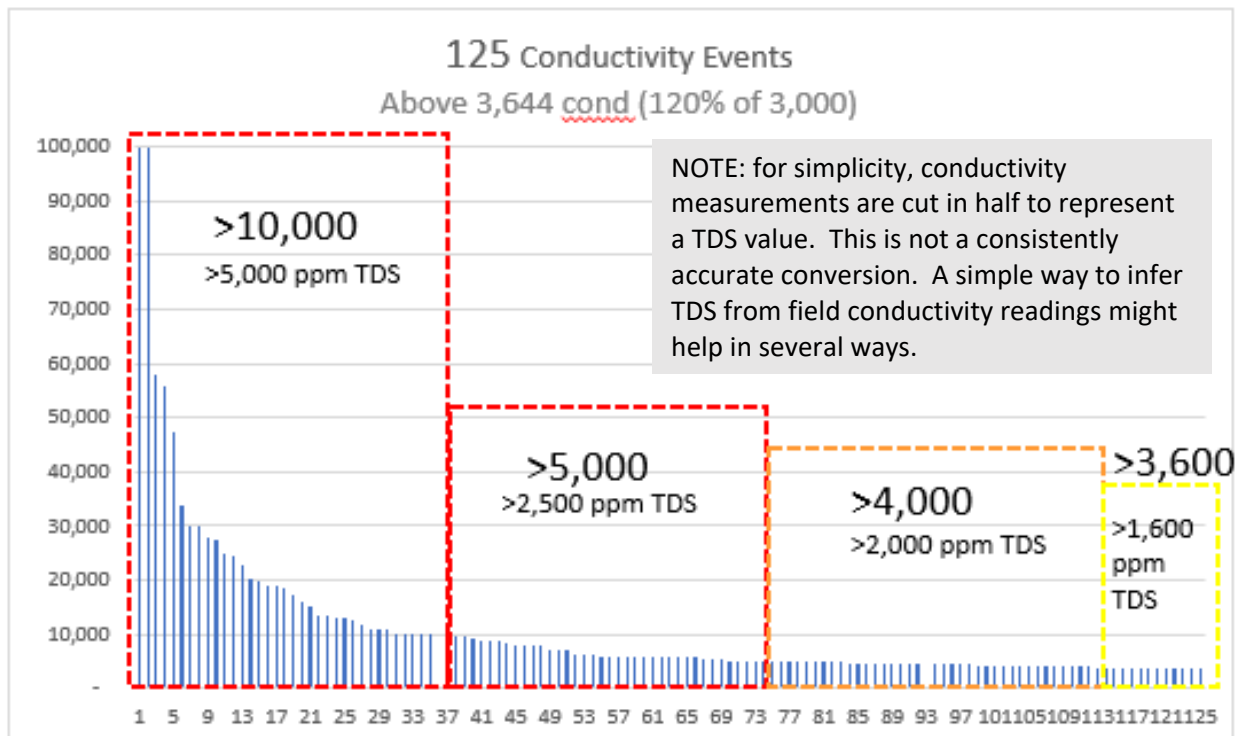 125 Conductivity Events
Above 3,644 cond (120% of 3,000)
100,000
90,000
80,000
70,000
60,000
50,000
40,000
30,000
20,000
10,000
-
>10,000
>5,000 ppm TDS
NOTE: for simplicity, conductivity
measurements are cut in half to represent
a TDS value. This is not a consistently
accurate conversion. A simple way to infer
TDS from field conductivity readings might
help in several ways.
>5,000
>2,500 ppm TDS
>4,000
>2,000 ppm TDS
>3,600
>1,600
ppm
TDS
1 5 9 13 17 21 25 29 33 37 41 45 49 53 57 61 65 69 73 77 81 85 89 93 97 101105109113117121125